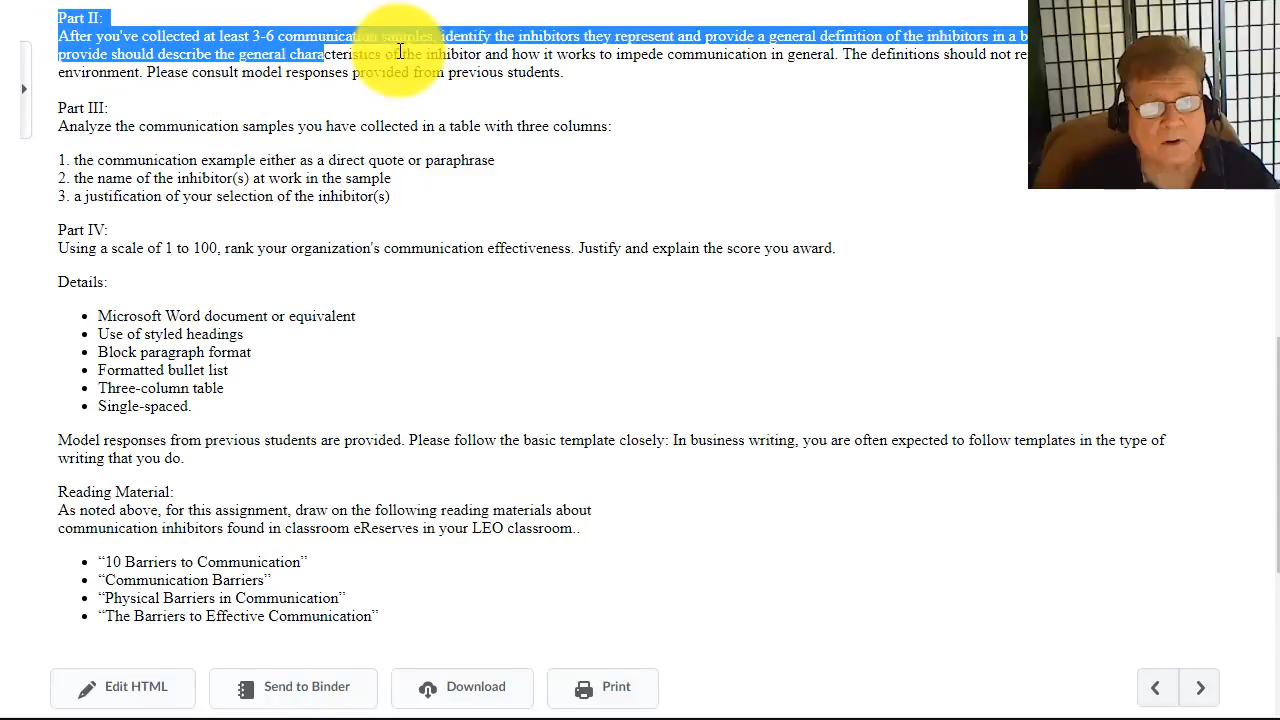 Part II:
After you've collected at least 3-6 communication samples, identify the inhibitors they represent and provide a general definition of the inhibitors in a
provide should describe the general characteristics of the inhibitor and how it works to impede communication in general. The definitions should not
environment. Please consult model responses provided from previous students.
Part III:
Analyze the communication samples you have collected in a table with three columns:
1. the communication example either as a direct quote or paraphrase
2. the name of the inhibitor(s) at work in the sample
3. a justification of your selection of the inhibitor(s)
Part IV:
Using a scale of 1 to 100, rank your organization's communication effectiveness. Justify and explain the score you award.
Details:
• Microsoft Word document or equivalent
• Use of styled headings
• Block paragraph format
• Formatted bullet list
• Three-column table
• Single-spaced.
Model responses from previous students are provided. Please follow the basic template closely: In business writing, you are often expected to follow templates in the type of
writing that you do.
Reading Material:
As noted above, for this assignment, draw on the following reading materials about
communication inhibitors found in classroom eReserves in your LEO classroom..
• “10 Barriers to Communication”
• “Communication Barriers”
• “Physical Barriers in Communication”
• “The Barriers to Effective Communication”
Edit HTML Send to Binder Download Print